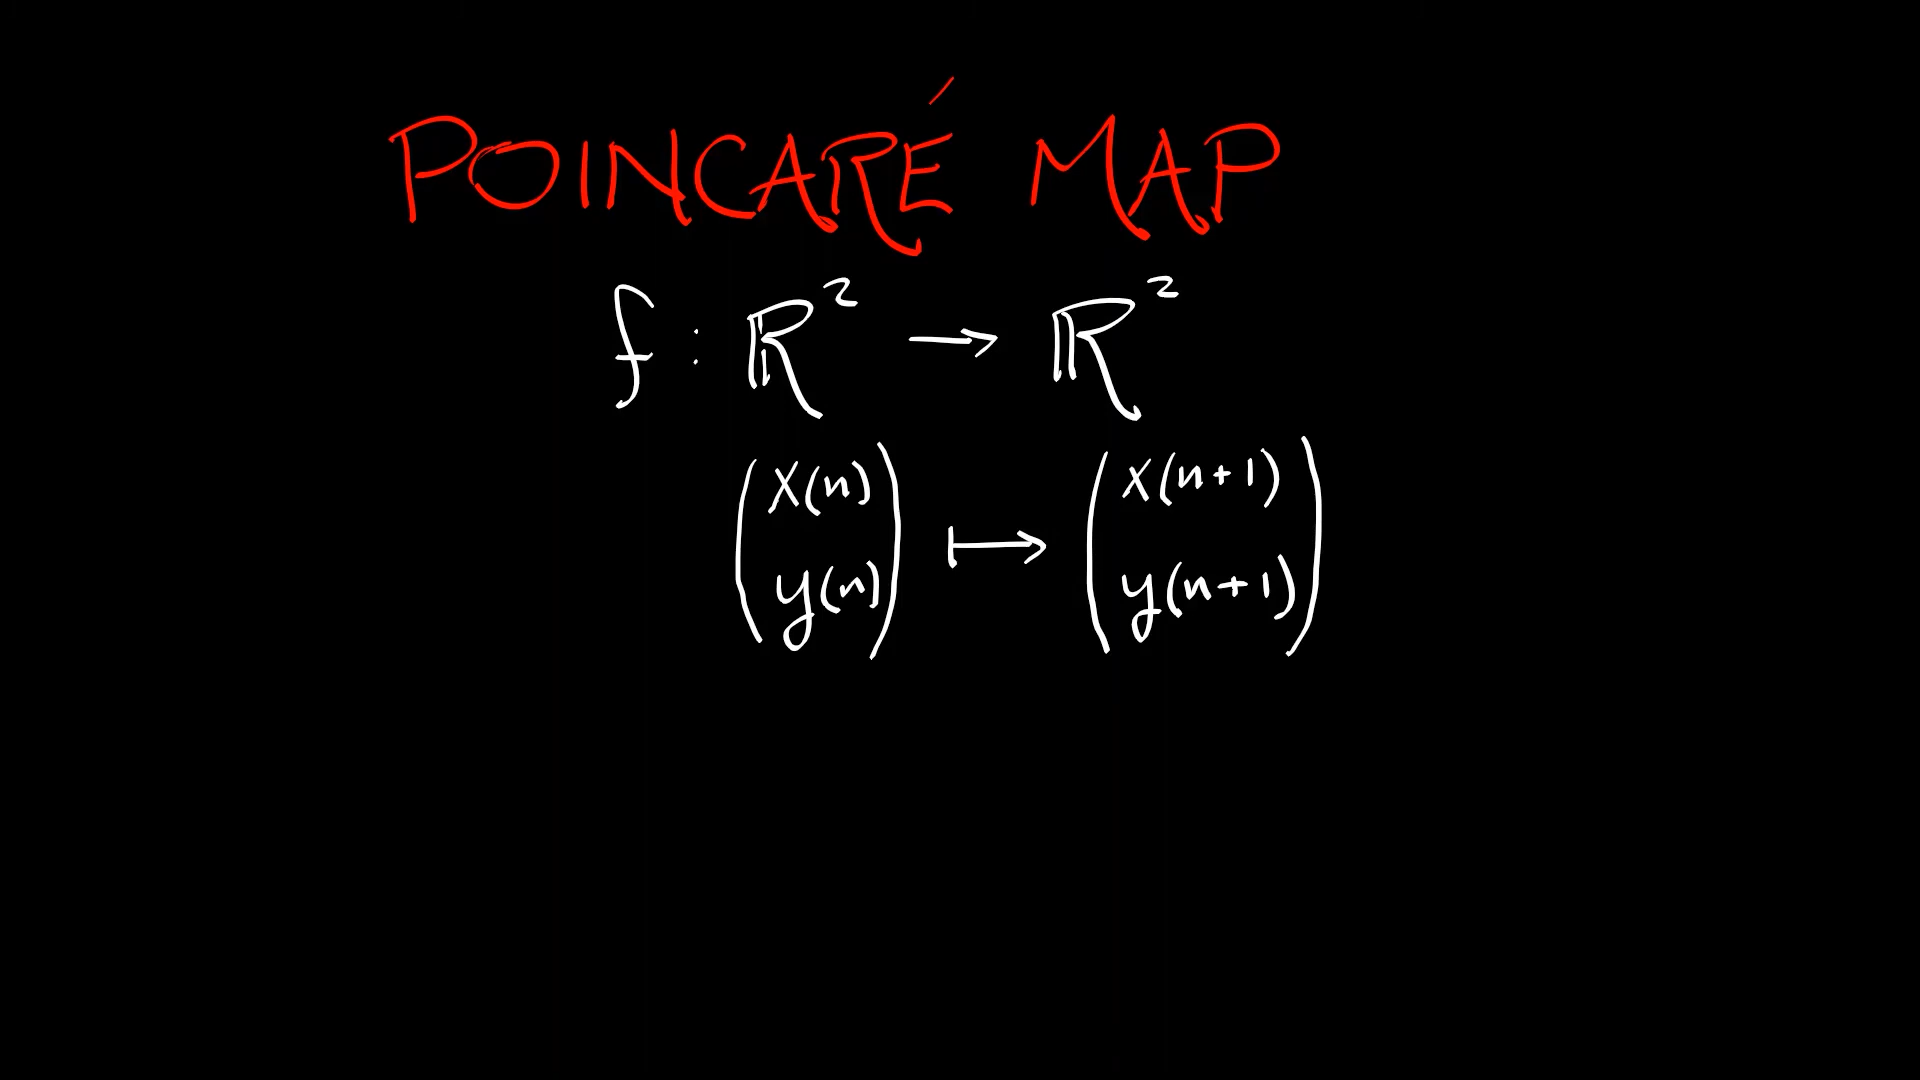 POINCARÉ MAP
f : ℝ² → ℝ²
(x(n) y(n)) ↦ (x(n+1) y(n+1))